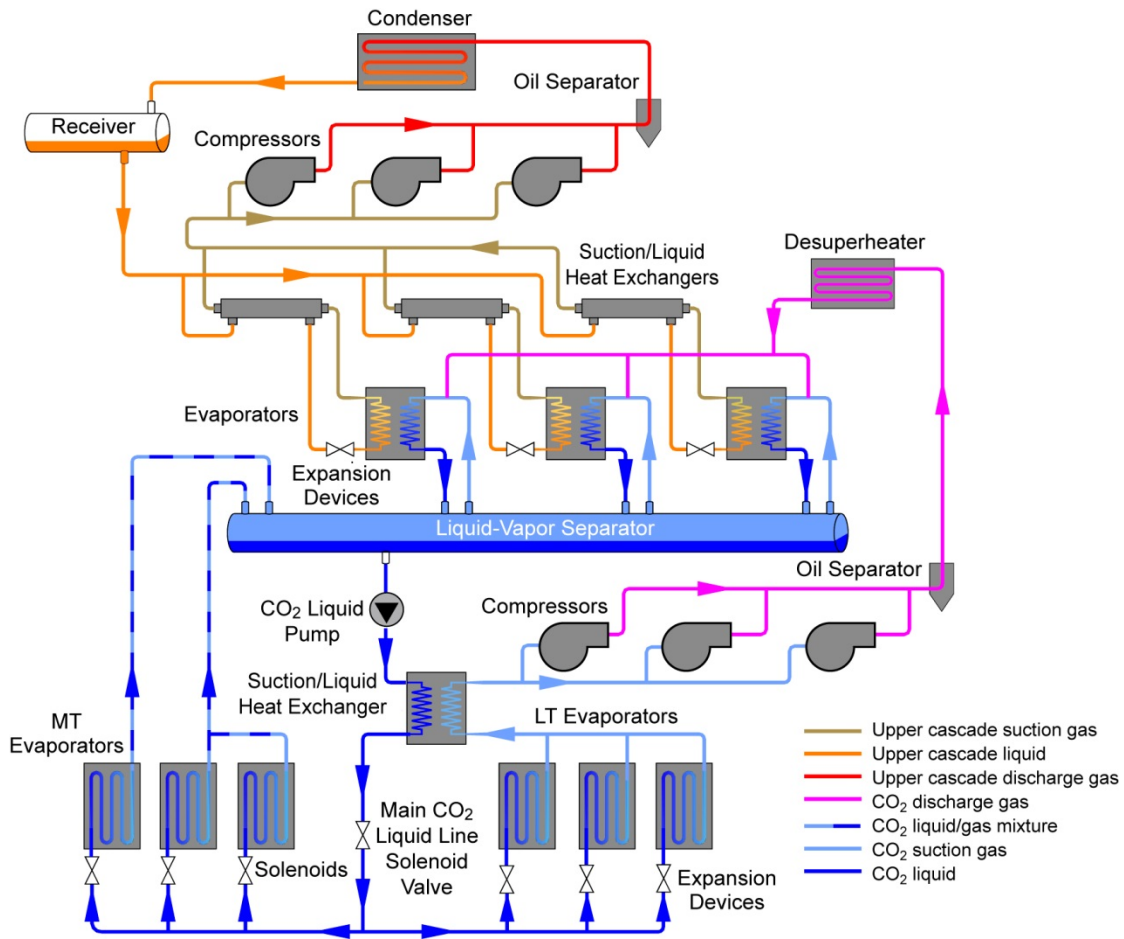 Condenser
Oil Separator
Receiver
Compressors
Suction/Liquid
Heat Exchangers
Desuperheater
Evaporators
Expansion
Devices
Liquid-Vapor Separator
Oil Separator
CO₂ Liquid
Pump
Compressors
Suction/Liquid
Heat Exchanger
MT
Evaporators
LT Evaporators
Main CO₂
Liquid Line
Solenoid
Valve
Solenoids
Expansion
Devices
Upper cascade suction gas
Upper cascade liquid
Upper cascade discharge gas
CO₂ discharge gas
CO₂ liquid/gas mixture
CO₂ suction gas
CO₂ liquid